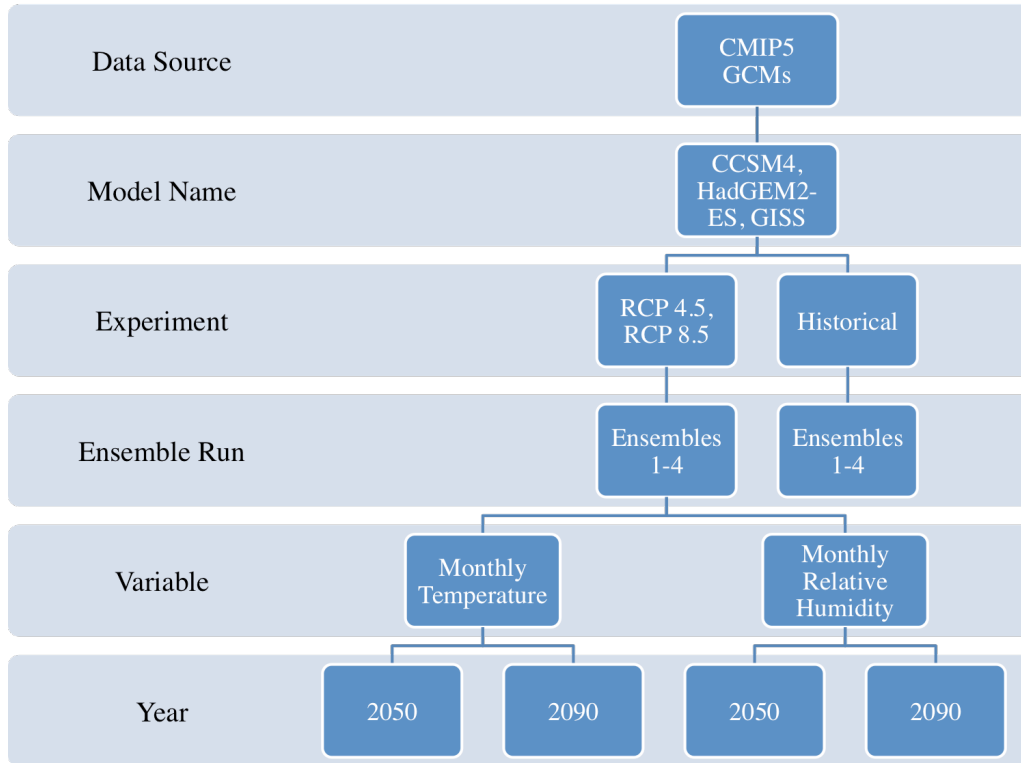 Data Source
CMIP5
GCMs
Model Name
CCSM4,
HadGEM2-
ES, GISS
Experiment
RCP 4.5,
RCP 8.5
Historical
Ensemble Run
Ensembles
1-4
Ensembles
1-4
Variable
Monthly
Temperature
Monthly
Relative
Humidity
Year
2050
2090
2050
2090